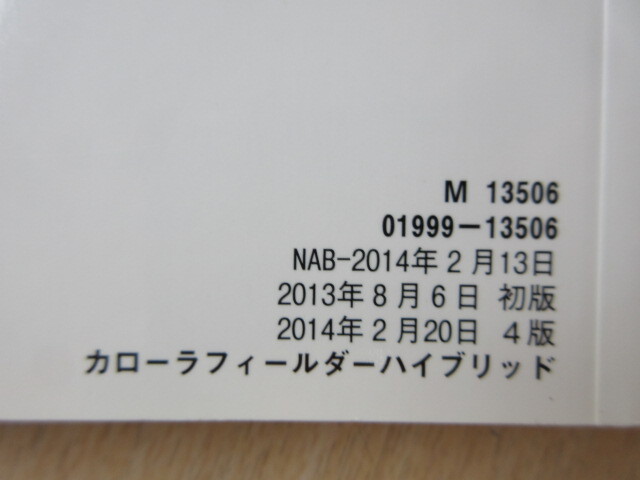 M 13506
01999-13506
NAB-2014年2月13日
2013年8月6日 初版
2014年2月20日 4版
カローラフィールダーハイブリッド